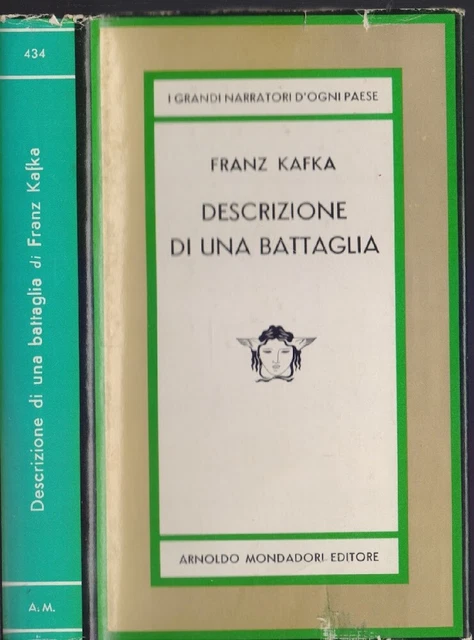 434
Descrizione di una battaglia di Franz Kafka
A. M.
I GRANDI NARRATORI D'OGNI PAESE
FRANZ KAFKA
DESCRIZIONE
DI UNA BATTAGLIA
ARNOLDO MONDADORI EDITORE